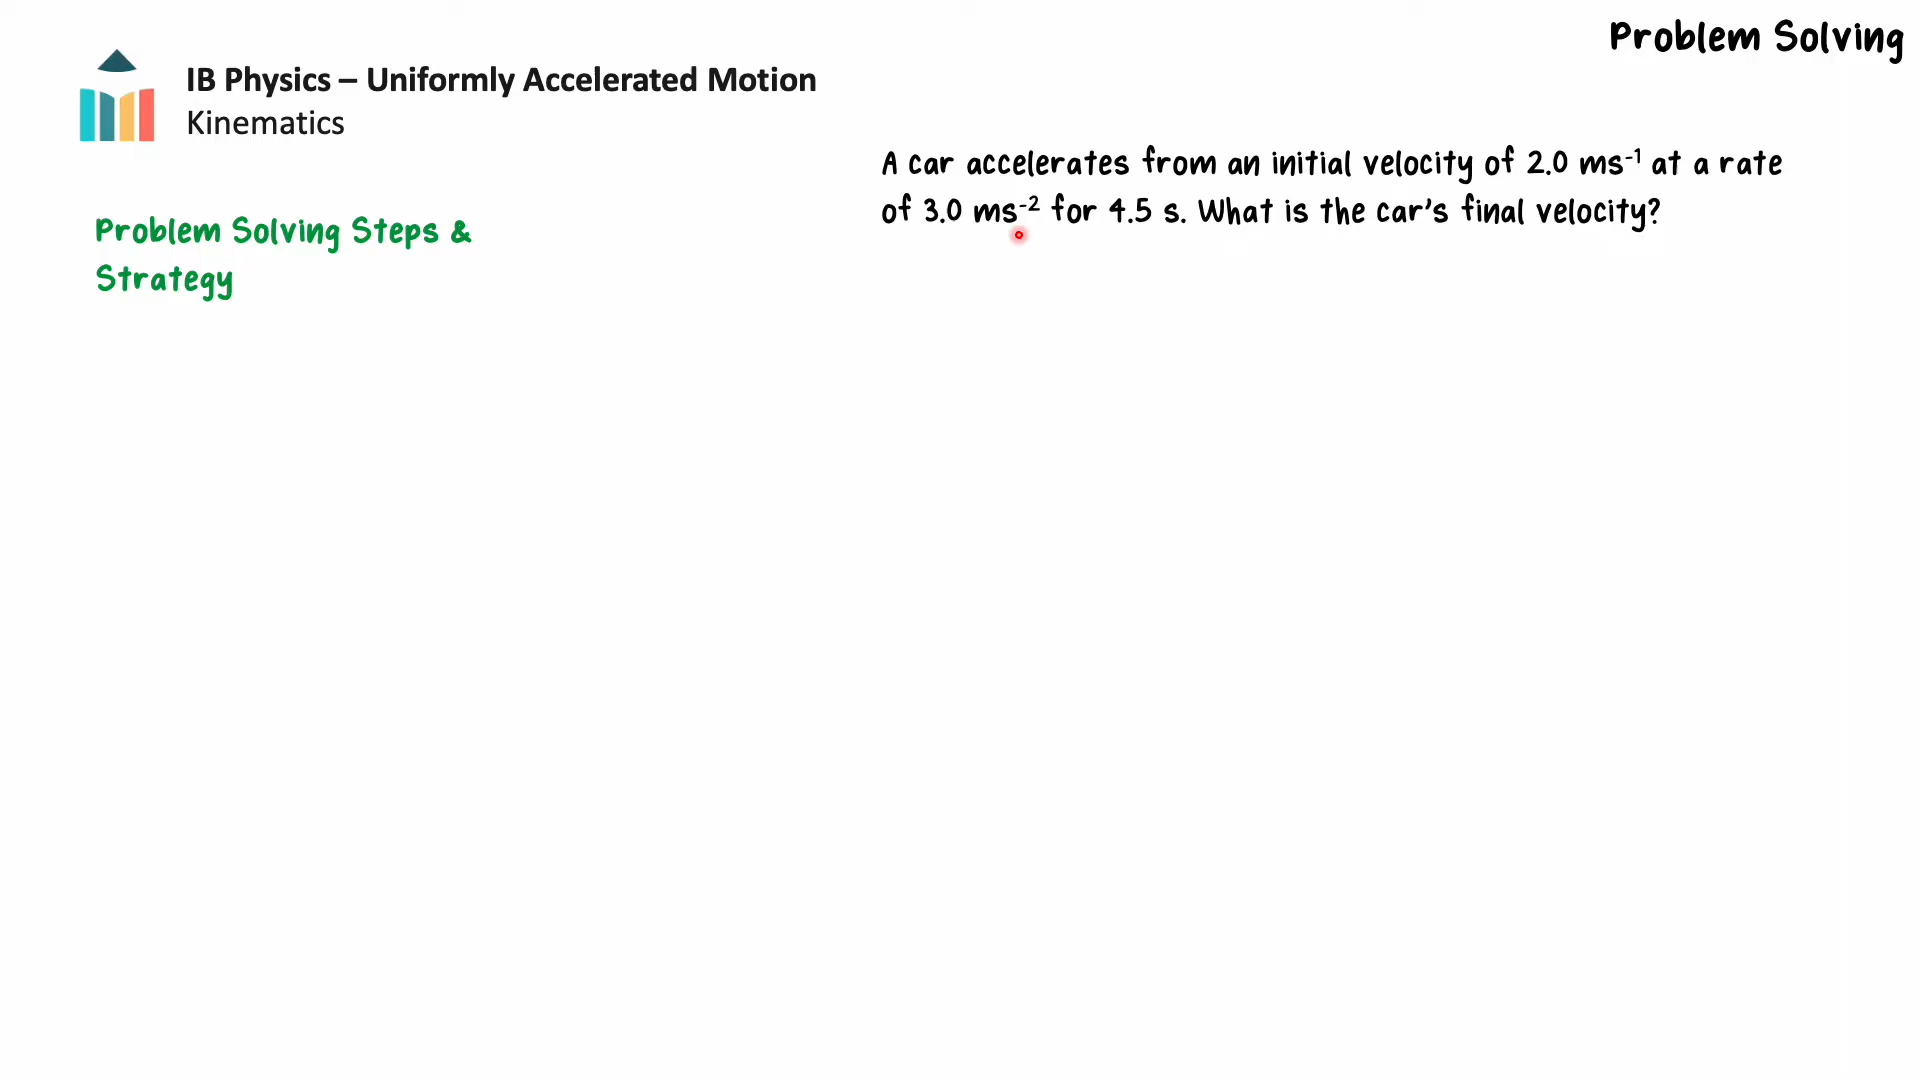 Problem Solving
IB Physics – Uniformly Accelerated Motion
Kinematics
A car accelerates from an initial velocity of 2.0 ms⁻¹ at a rate
of 3.0 ms⁻² for 4.5 s. What is the car's final velocity?
Problem Solving Steps &
Strategy